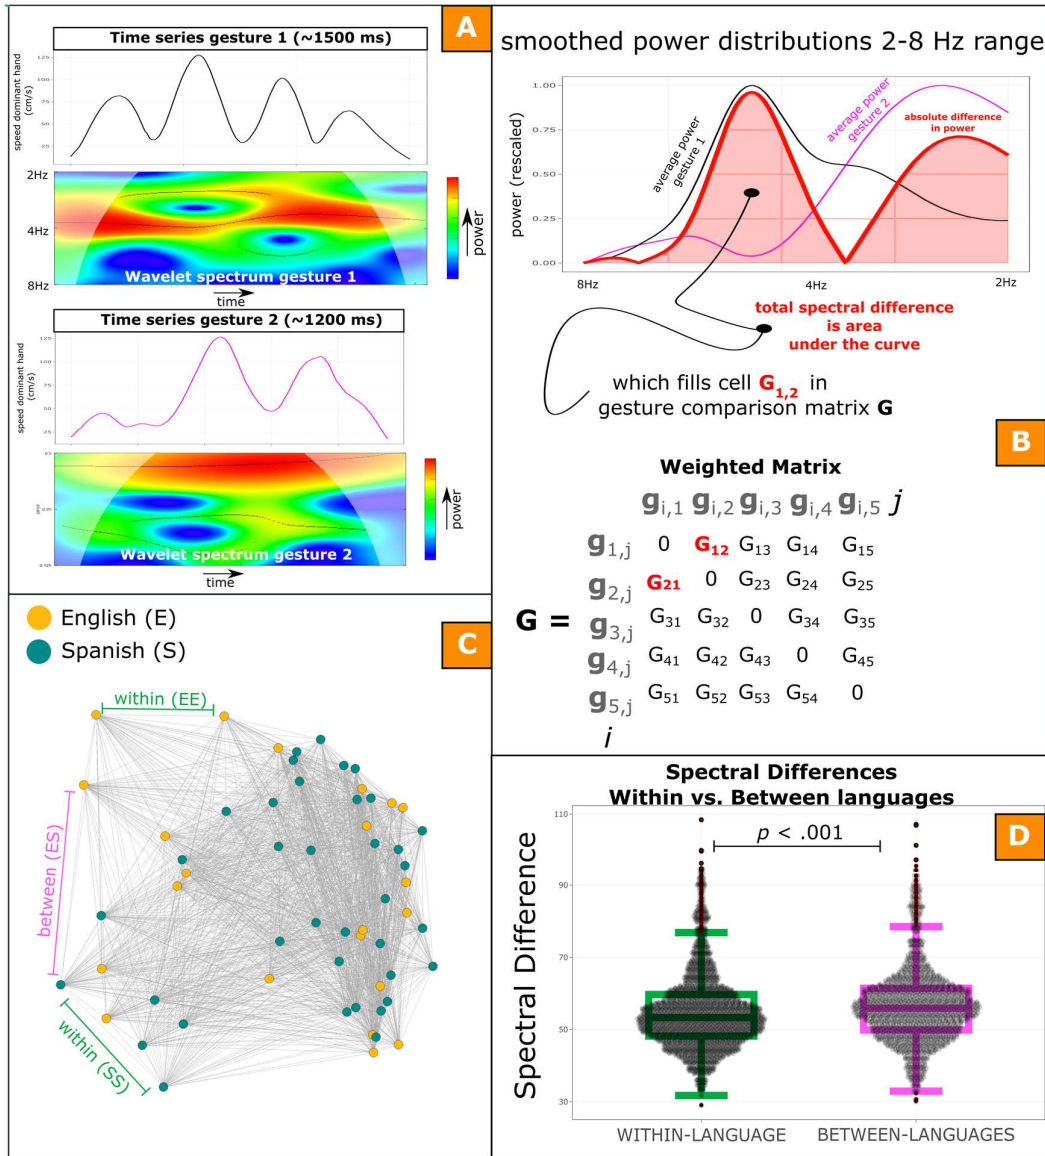 A
Time series gesture 1 (~1500 ms)
speed dominant hand
(cm/s)
125
100
75
50
25
2Hz
4Hz
8Hz
Wavelet spectrum gesture 1
time
power
Time series gesture 2 (~1200 ms)
speed dominant hand
(cm/s)
125
100
75
50
25
0.25
0.125
Wavelet spectrum gesture 2
time
power
smoothed power distributions 2-8 Hz range
power (rescaled)
1.00
0.75
0.50
0.25
0.00
8Hz
4Hz
2Hz
average power
gesture 1
average power
gesture 2
absolute difference
in power
total spectral difference
is area
under the curve
which fills cell G1,2 in
gesture comparison matrix G
B
Weighted Matrix
gi,1 gi,2 gi,3 gi,4 gi,5 j
g1,j 0 G12 G13 G14 G15
g2,j G21 0 G23 G24 G25
G = g3,j G31 G32 0 G34 G35
g4,j G41 G42 G43 0 G45
g5,j G51 G52 G53 G54 0
i
English (E)
Spanish (S)
C
within (EE)
between (ES)
within (SS)
Spectral Differences
Within vs. Between languages
D
p < .001
Spectral Difference
110
90
70
50
30
WITHIN-LANGUAGE
BETWEEN-LANGUAGES